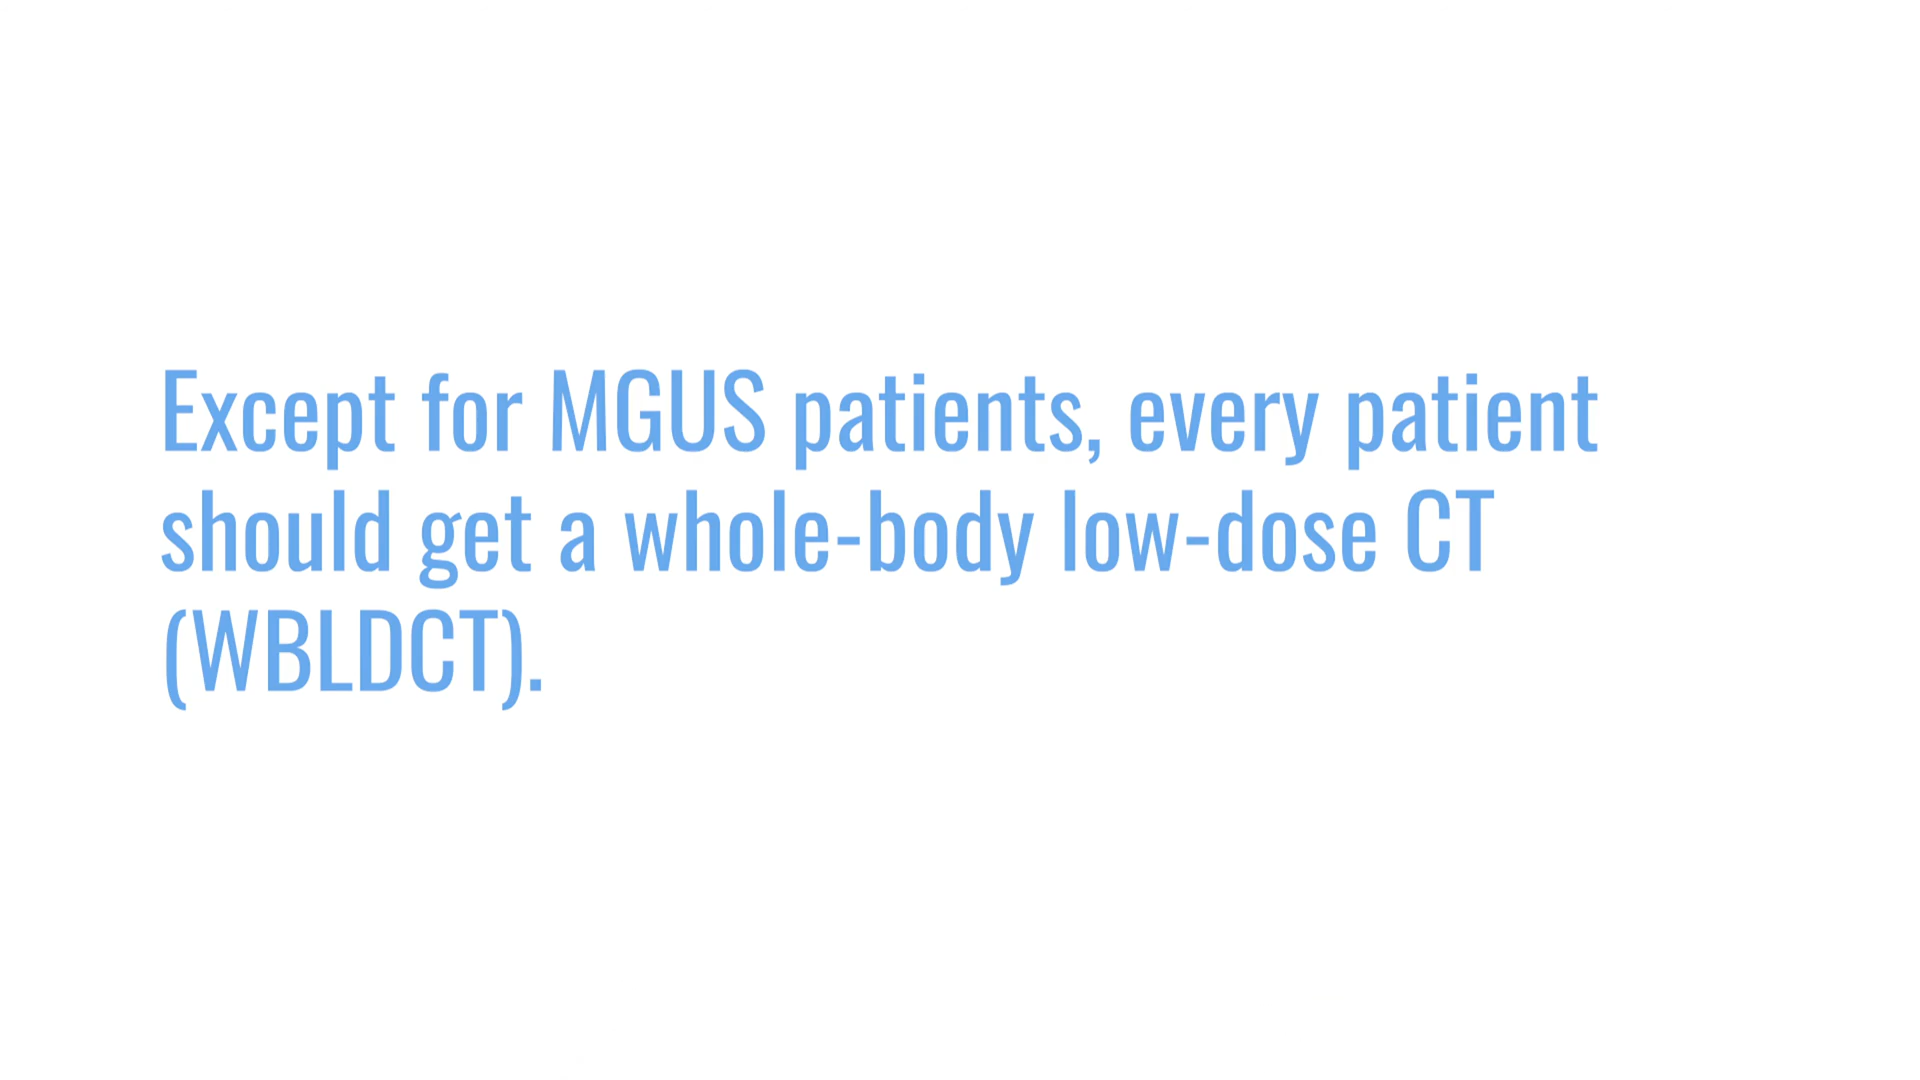 Except for MGUS patients, every patient
should get a whole-body low-dose CT
(WBLDCT).